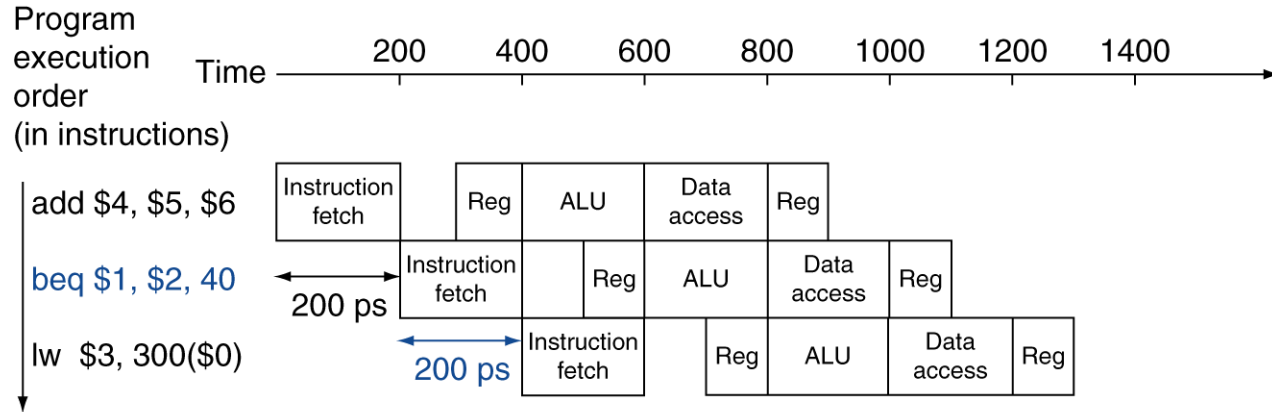 Program
execution
order
(in instructions)
Time
200 400 600 800 1000 1200 1400
add $4, $5, $6
Instruction
fetch
Reg
ALU
Data
access
Reg
beq $1, $2, 40
200 ps
Instruction
fetch
Reg
ALU
Data
access
Reg
lw $3, 300($0)
200 ps
Instruction
fetch
Reg
ALU
Data
access
Reg